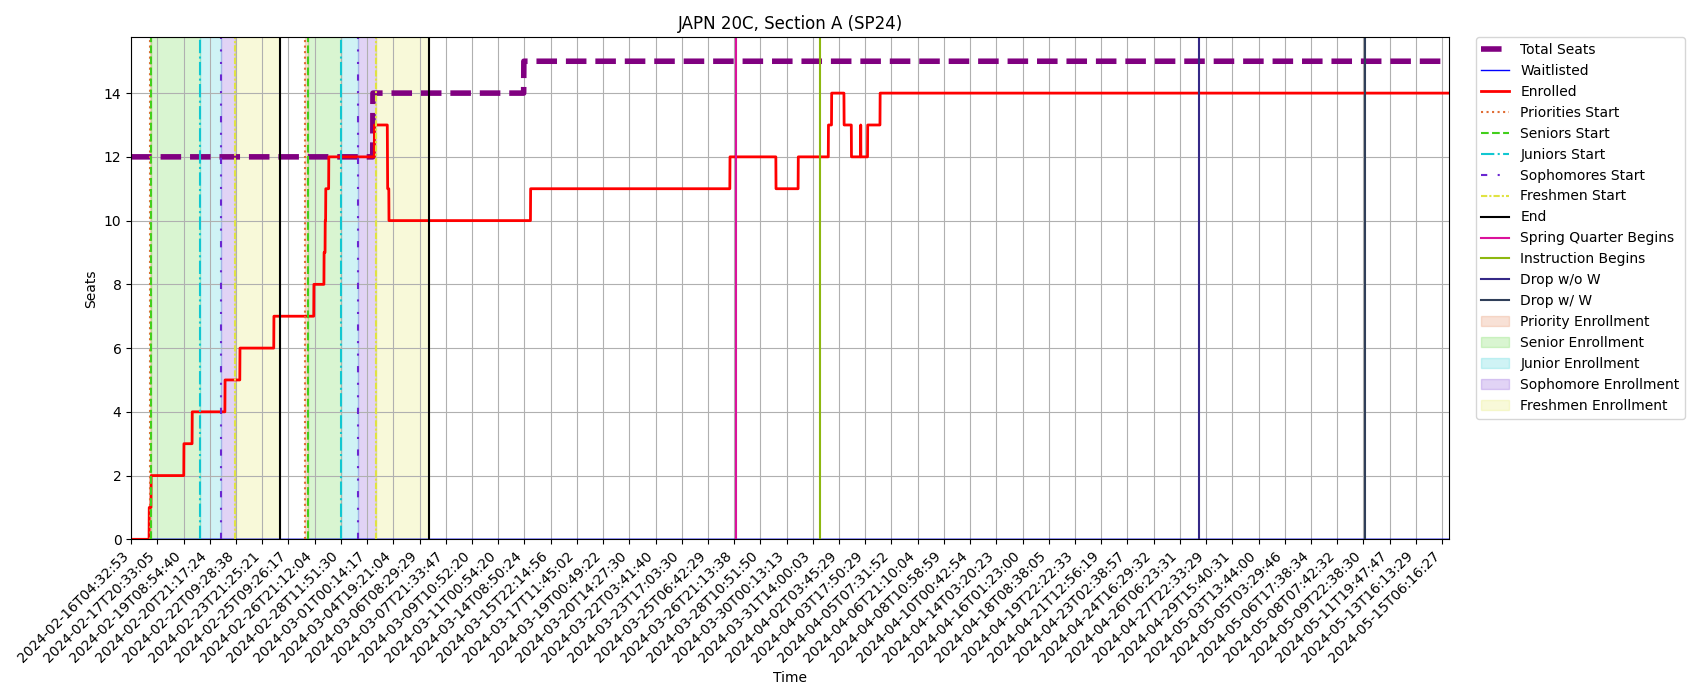 JAPN 20C, Section A (SP24)
Total Seats
Waitlisted
Enrolled
Priorities Start
Seniors Start
Juniors Start
Sophomores Start
Freshmen Start
End
Spring Quarter Begins
Instruction Begins
Drop w/o W
Drop w/ W
Priority Enrollment
Senior Enrollment
Junior Enrollment
Sophomore Enrollment
Freshmen Enrollment
Seats
14
12
10
8
6
4
2
0
2024-02-16T04:32:53
2024-02-17T20:33:05
2024-02-19T08:54:40
2024-02-20T21:17:24
2024-02-22T09:28:38
2024-02-23T21:25:21
2024-02-25T09:26:17
2024-02-26T21:12:04
2024-02-28T11:51:30
2024-03-01T00:14:17
2024-03-04T19:21:04
2024-03-06T08:29:29
2024-03-07T21:33:47
2024-03-09T10:52:20
2024-03-11T00:54:20
2024-03-14T08:50:24
2024-03-15T22:14:56
2024-03-17T11:45:02
2024-03-19T00:49:22
2024-03-20T14:27:30
2024-03-22T03:41:40
2024-03-23T17:03:30
2024-03-25T06:42:29
2024-03-26T21:13:38
2024-03-28T10:51:50
2024-03-30T00:13:13
2024-03-31T14:00:03
2024-04-02T03:45:29
2024-04-03T17:50:29
2024-04-05T07:31:52
2024-04-06T21:10:04
2024-04-08T10:58:59
2024-04-10T00:42:54
2024-04-14T03:20:23
2024-04-16T01:23:00
2024-04-18T08:38:05
2024-04-19T22:22:33
2024-04-21T12:56:19
2024-04-23T02:38:57
2024-04-24T16:29:32
2024-04-26T06:23:31
2024-04-27T22:33:29
2024-04-29T15:40:31
2024-05-03T13:44:00
2024-05-05T03:29:46
2024-05-06T17:38:34
2024-05-08T07:42:32
2024-05-09T22:38:30
2024-05-11T19:47:47
2024-05-13T16:13:29
2024-05-15T06:16:27
Time